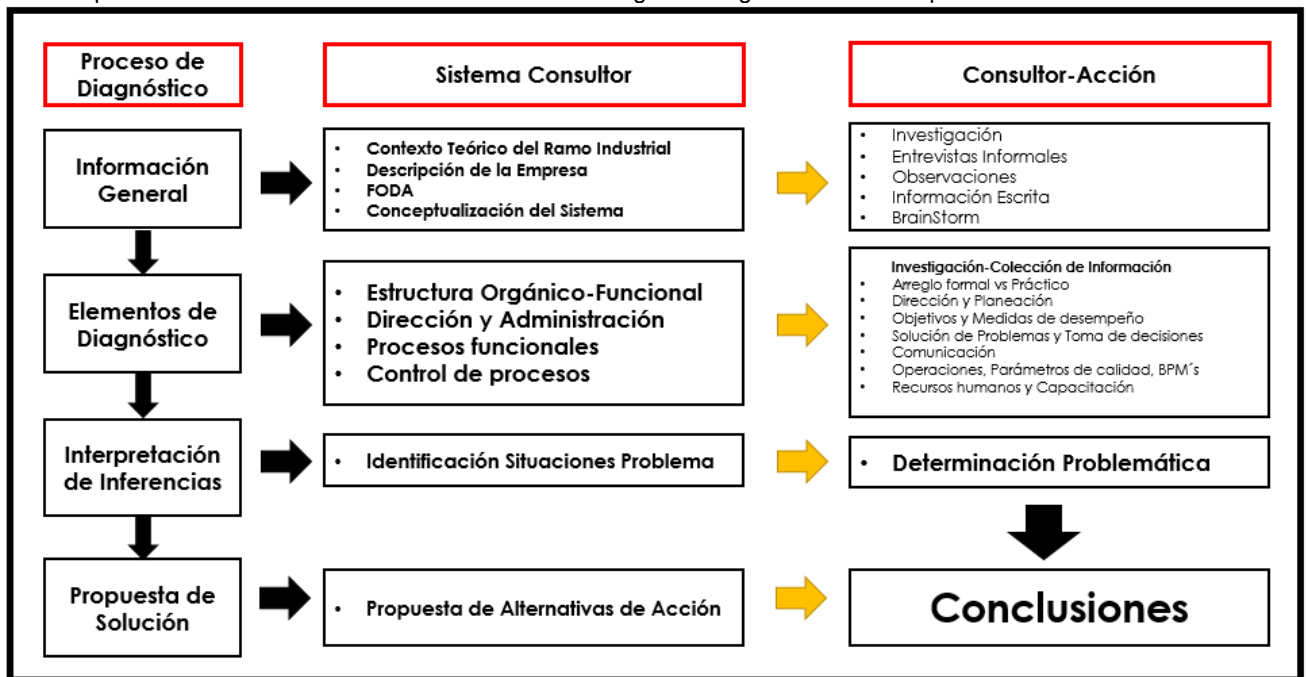 Proceso de
Diagnóstico
Sistema Consultor
Consultor-Acción
Información
General
• Contexto Teórico del Ramo Industrial
• Descripción de la Empresa
• FODA
• Conceptualización del Sistema
• Investigación
• Entrevistas Informales
• Observaciones
• Información Escrita
• BrainStorm
Elementos de
Diagnóstico
• Estructura Orgánico-Funcional
• Dirección y Administración
• Procesos funcionales
• Control de procesos
Investigación-Colección de Información
• Arreglo formal vs Práctico
• Dirección y Planeación
• Objetivos y Medidas de desempeño
• Solución de Problemas y Toma de decisiones
• Comunicación
• Operaciones, Parámetros de calidad, BPM´s
• Recursos humanos y Capacitación
Interpretación
de Inferencias
• Identificación Situaciones Problema
• Determinación Problemática
Propuesta de
Solución
• Propuesta de Alternativas de Acción
Conclusiones